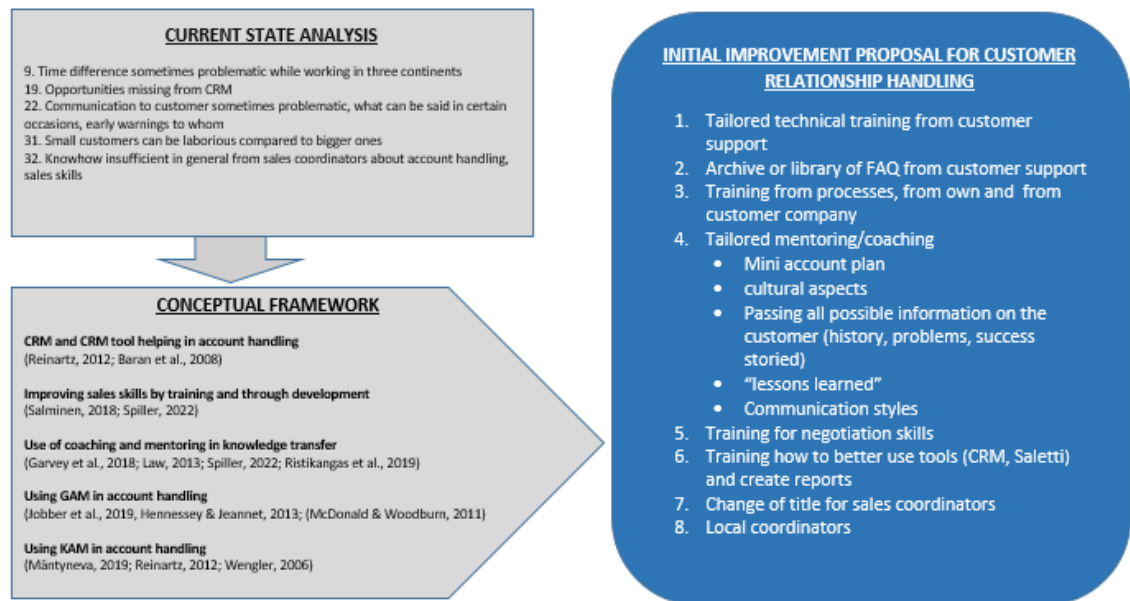 CURRENT STATE ANALYSIS
9. Time difference sometimes problematic while working in three continents
19. Opportunities missing from CRM
22. Communication to customer sometimes problematic, what can be said in certain
occasions, early warnings to whom
31. Small customers can be laborious compared to bigger ones
32. Knowhow insufficient in general from sales coordinators about account handling,
sales skills
CONCEPTUAL FRAMEWORK
CRM and CRM tool helping in account handling
(Reinartz, 2012; Baran et al., 2008)
Improving sales skills by training and through development
(Salminen, 2018; Spiller, 2022)
Use of coaching and mentoring in knowledge transfer
(Garvey et al., 2018; Law, 2013; Spiller, 2022; Ristikangas et al., 2019)
Using GAM in account handling
(Jobber et al., 2019, Hennessey & Jeannet, 2013; (McDonald & Woodburn, 2011)
Using KAM in account handling
(Mäntyneva, 2019; Reinartz, 2012; Wengler, 2006)
INITIAL IMPROVEMENT PROPOSAL FOR CUSTOMER
RELATIONSHIP HANDLING
1. Tailored technical training from customer
support
2. Archive or library of FAQ from customer support
3. Training from processes, from own and from
customer company
4. Tailored mentoring/coaching
• Mini account plan
• cultural aspects
• Passing all possible information on the
customer (history, problems, success
storied)
• “lessons learned”
• Communication styles
5. Training for negotiation skills
6. Training how to better use tools (CRM, Saletti)
and create reports
7. Change of title for sales coordinators
8. Local coordinators